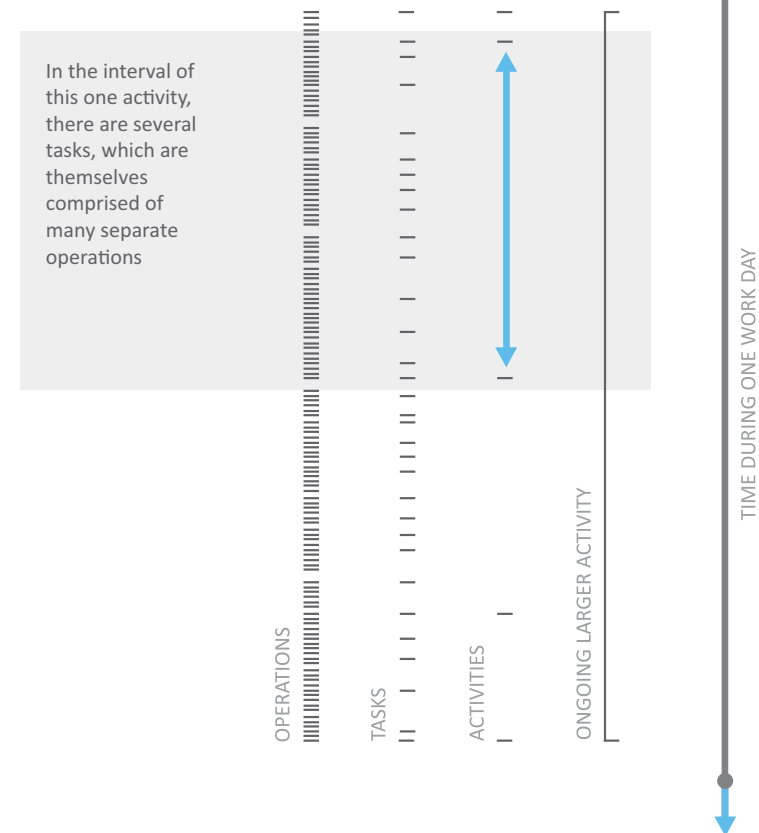 In the interval of
this one activity,
there are several
tasks, which are
themselves
comprised of
many separate
operations
OPERATIONS
TASKS
ACTIVITIES
ONGOING LARGER ACTIVITY
TIME DURING ONE WORK DAY